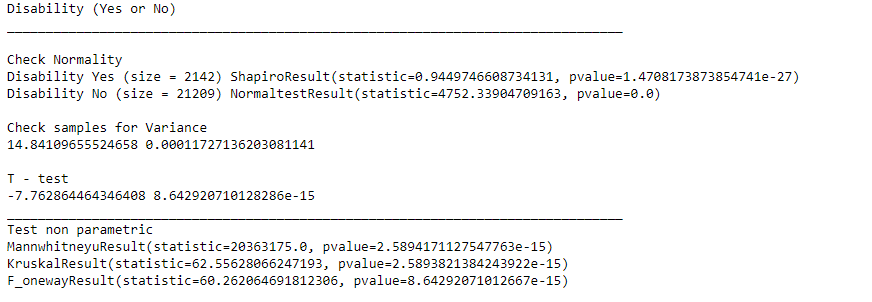 Disability (Yes or No)
Check Normality
Disability Yes (size = 2142) ShapiroResult(statistic=0.9449746608734131, pvalue=1.4708173873854741e-27)
Disability No (size = 21209) NormaltestResult(statistic=4752.33904709163, pvalue=0.0)
Check samples for Variance
14.84109655524658 0.00011727136203081141
T - test
-7.762864464346408 8.642920710128286e-15
Test non parametric
MannwhitneyuResult(statistic=20363175.0, pvalue=2.5894171127547763e-15)
KruskalResult(statistic=62.55628066247193, pvalue=2.5893821384243922e-15)
F_onewayResult(statistic=60.262064691812306, pvalue=8.64292071012667e-15)